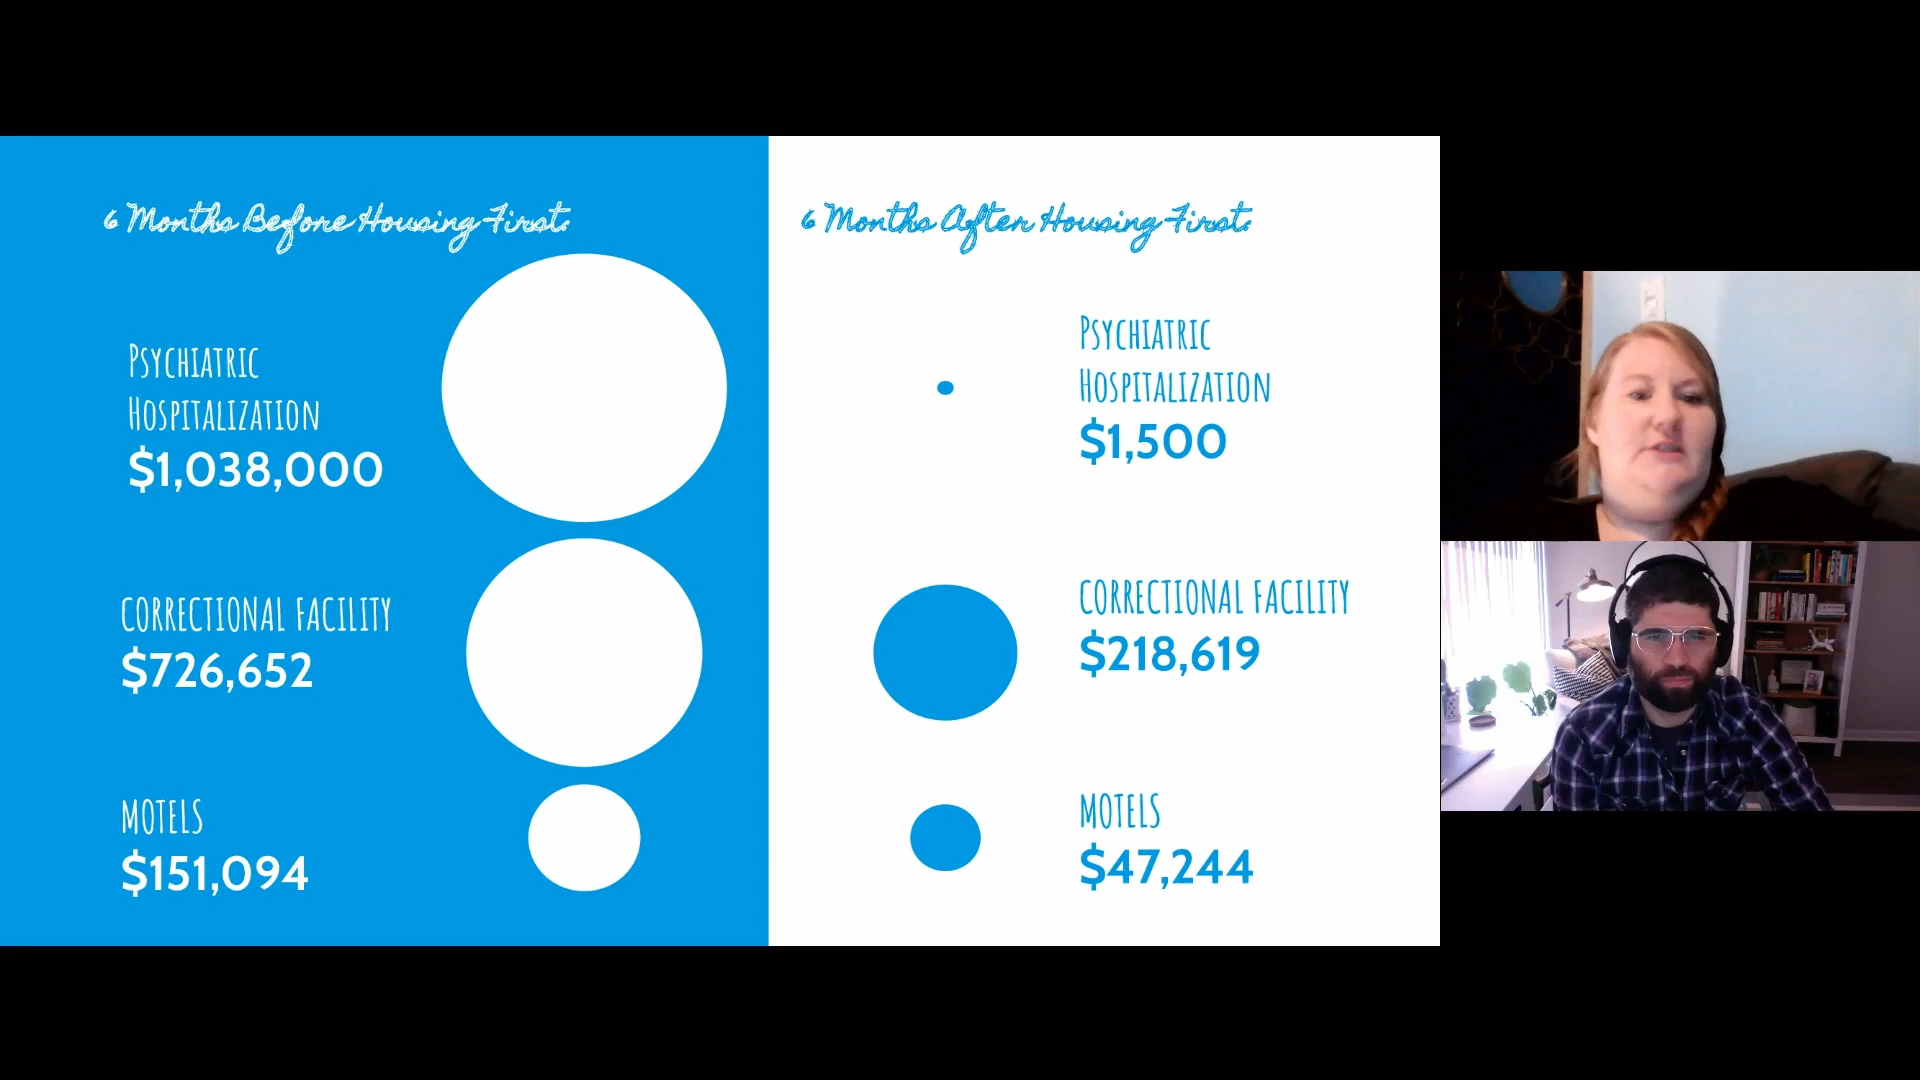 6 Months Before Housing First:
Psychiatric
Hospitalization
$1,038,000
CORRECTIONAL FACILITY
$726,652
MOTELS
$151,094
6 Months After Housing First:
Psychiatric
Hospitalization
$1,500
CORRECTIONAL FACILITY
$218,619
MOTELS
$47,244